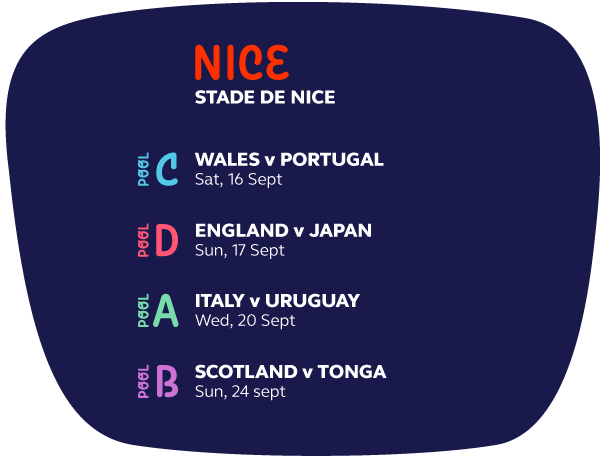 NICE
STADE DE NICE
POOL C
WALES v PORTUGAL
Sat, 16 Sept
POOL D
ENGLAND v JAPAN
Sun, 17 Sept
POOL A
ITALY v URUGUAY
Wed, 20 Sept
POOL B
SCOTLAND v TONGA
Sun, 24 sept